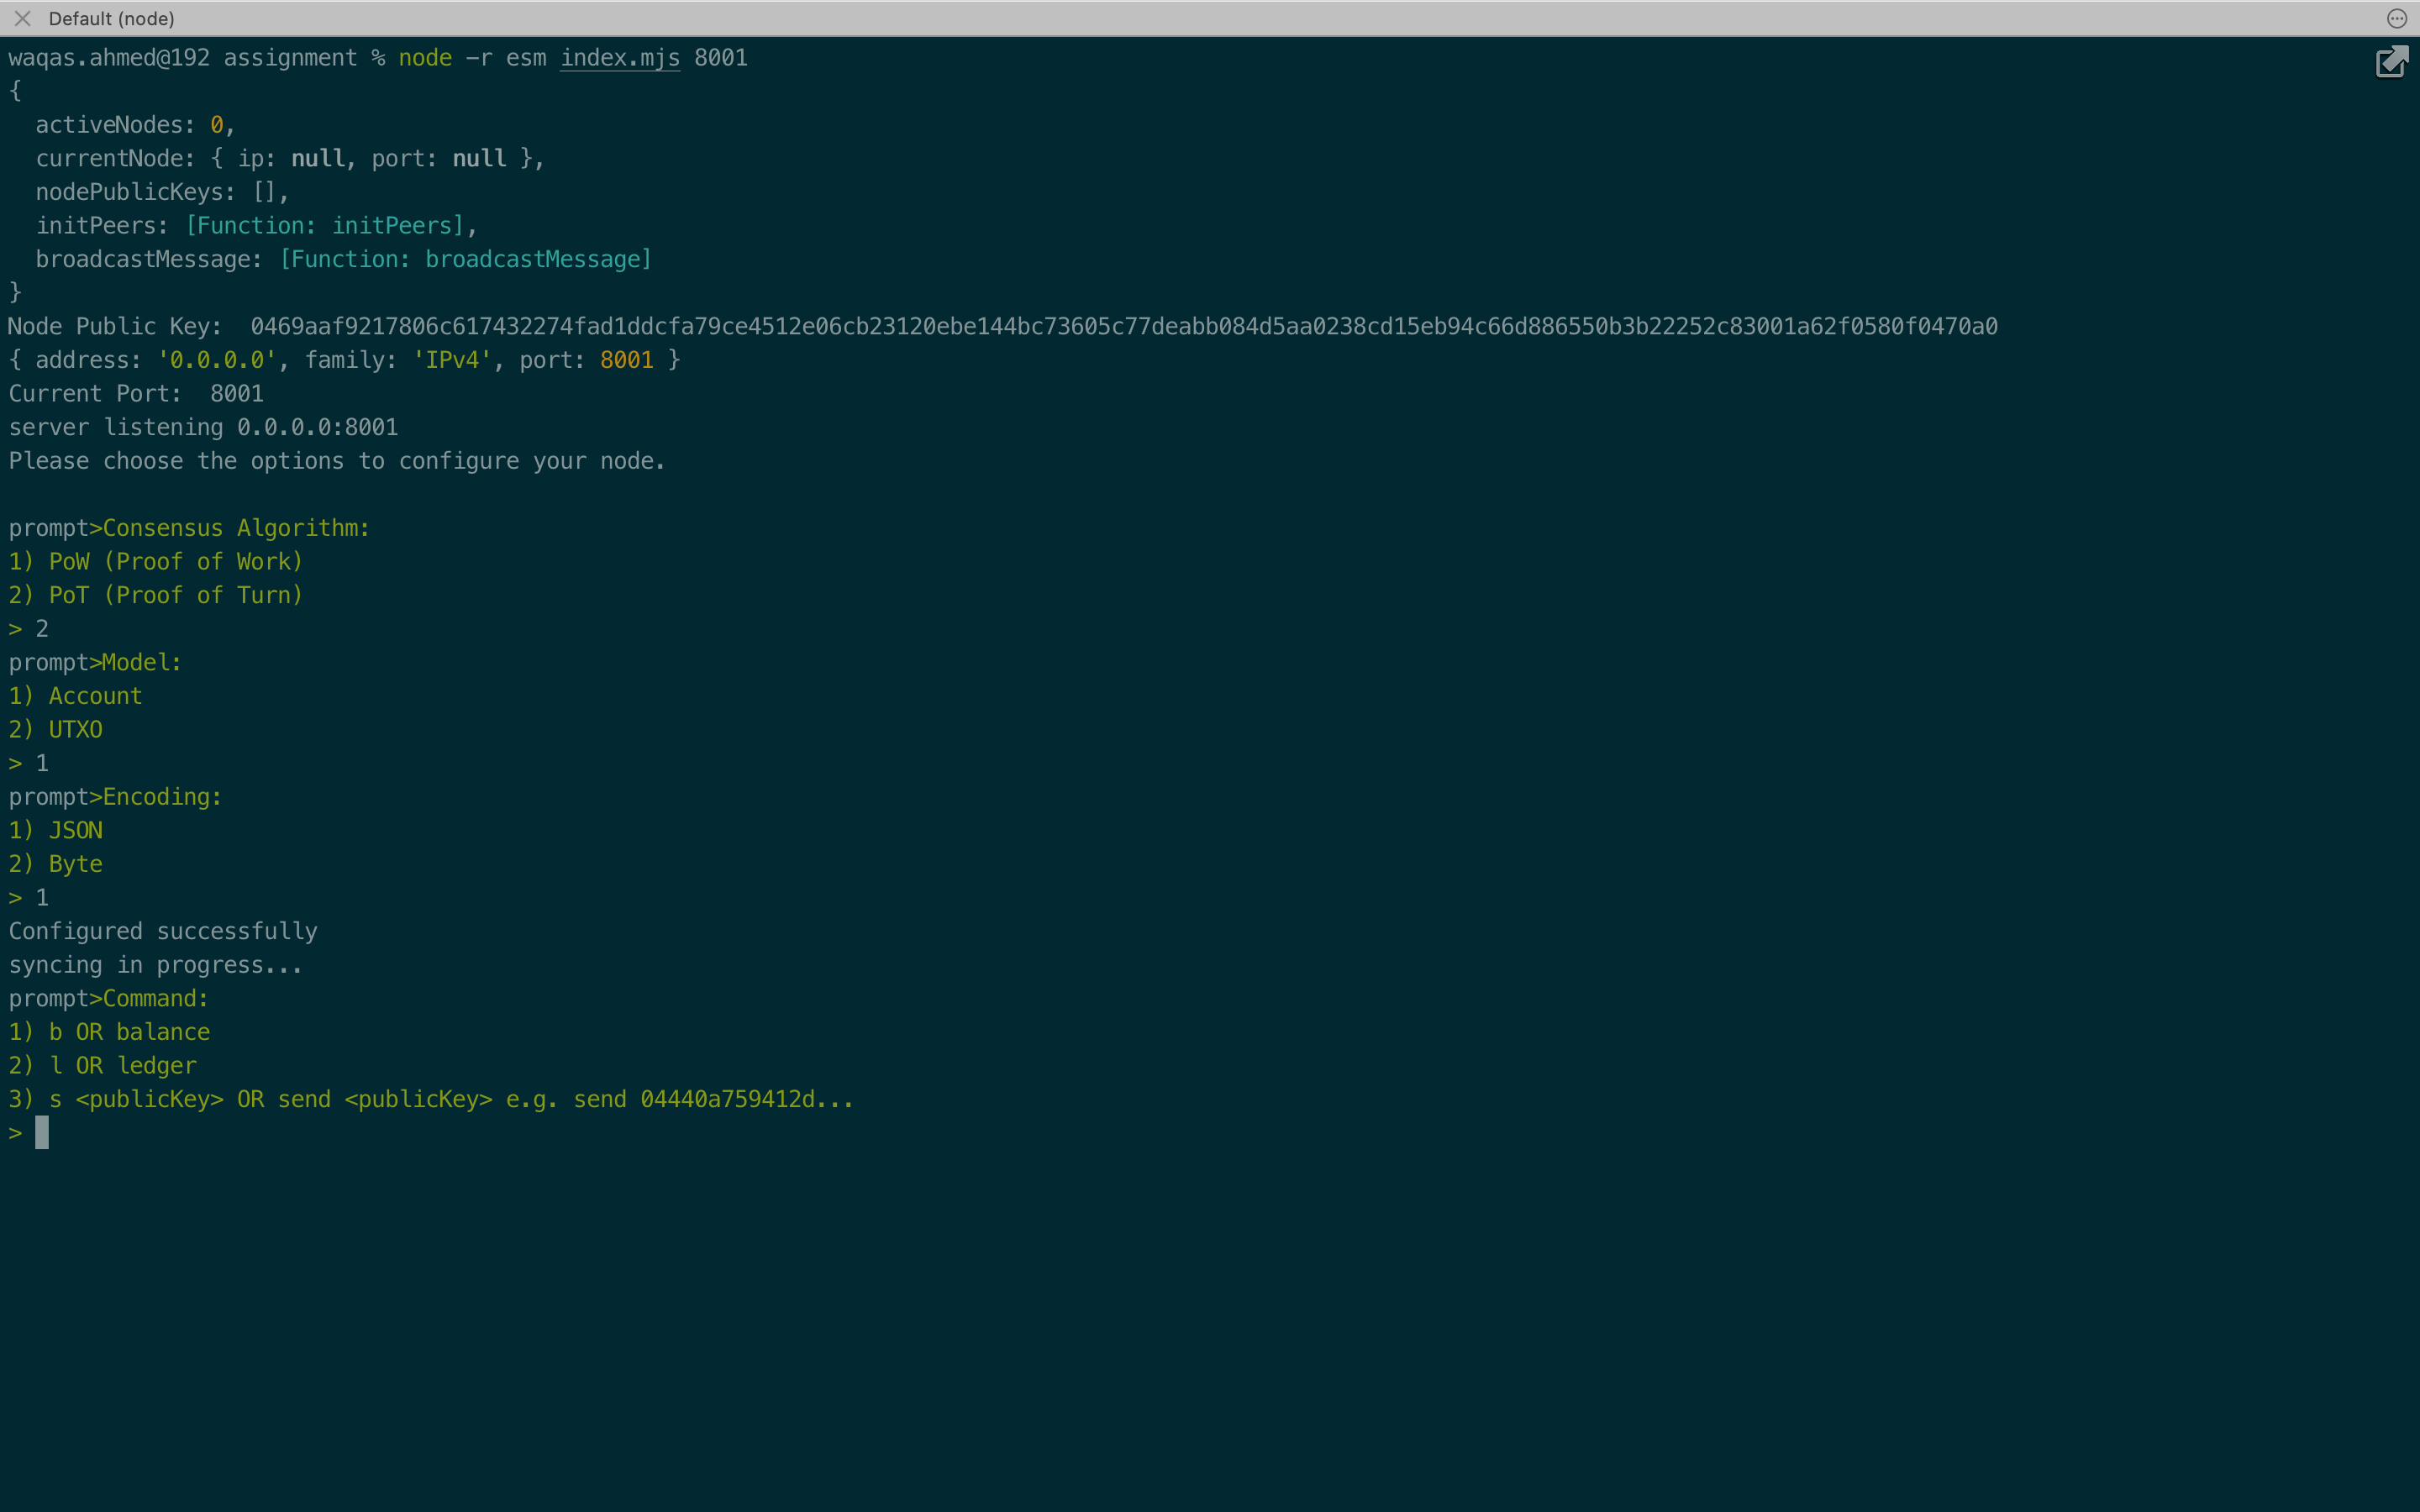 Default (node)
waqas.ahmed@192 assignment % node -r esm index.mjs 8001
{
  activeNodes: 0,
  currentNode: { ip: null, port: null },
  nodePublicKeys: [],
  initPeers: [Function: initPeers],
  broadcastMessage: [Function: broadcastMessage]
}
Node Public Key:  0469aaf9217806c617432274fad1ddcfa79ce4512e06cb23120ebe144bc73605c77deabb084d5aa0238cd15eb94c66d886550b3b22252c83001a62f0580f0470a0
{ address: '0.0.0.0', family: 'IPv4', port: 8001 }
Current Port:  8001
server listening 0.0.0.0:8001
Please choose the options to configure your node.
prompt>Consensus Algorithm:
1) PoW (Proof of Work)
2) PoT (Proof of Turn)
> 2
prompt>Model:
1) Account
2) UTXO
> 1
prompt>Encoding:
1) JSON
2) Byte
> 1
Configured successfully
syncing in progress...
prompt>Command:
1) b OR balance
2) l OR ledger
3) s <publicKey> OR send <publicKey> e.g. send 04440a759412d...
>